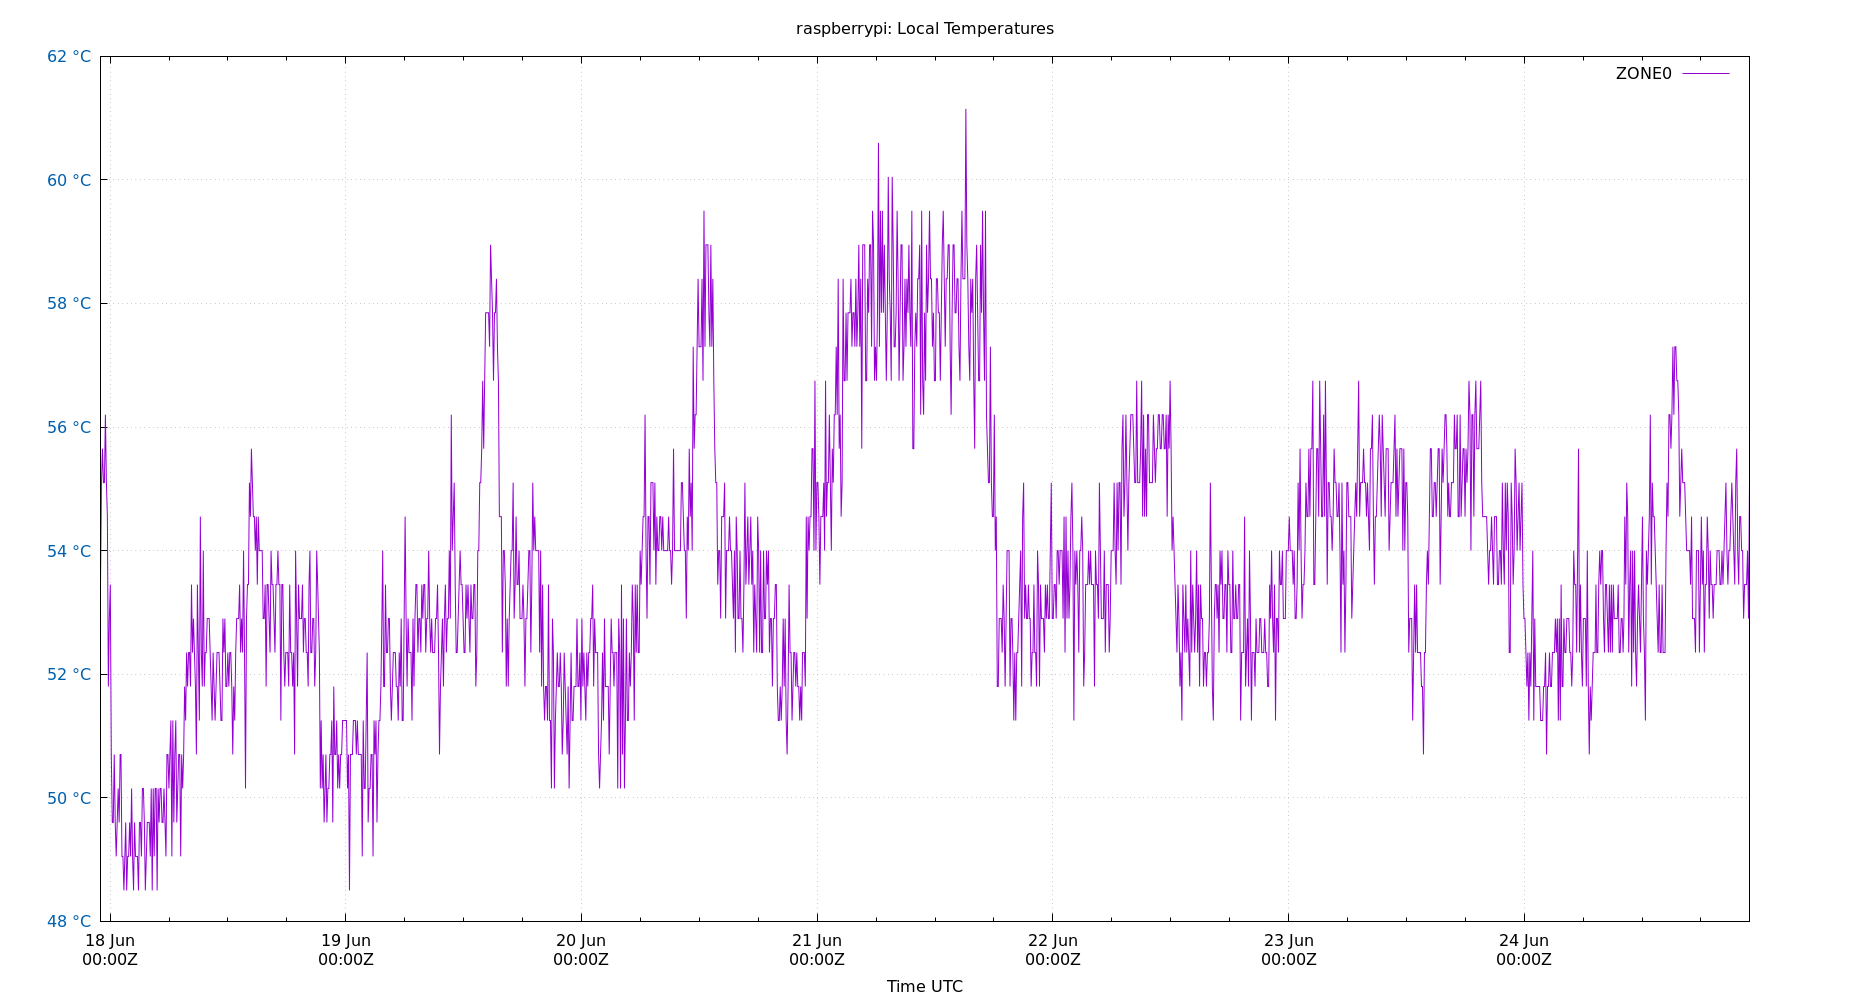 raspberrypi: Local Temperatures
62 °C
ZONE0
60 °C
58 °C
56 °C
54 °C
52 °C
50 °C
48 °C
18 Jun 19 Jun 20 Jun 21 Jun 22 Jun 23 Jun 24 Jun
00:00Z 00:00Z 00:00Z 00:00Z 00:00Z 00:00Z 00:00Z
Time UTC